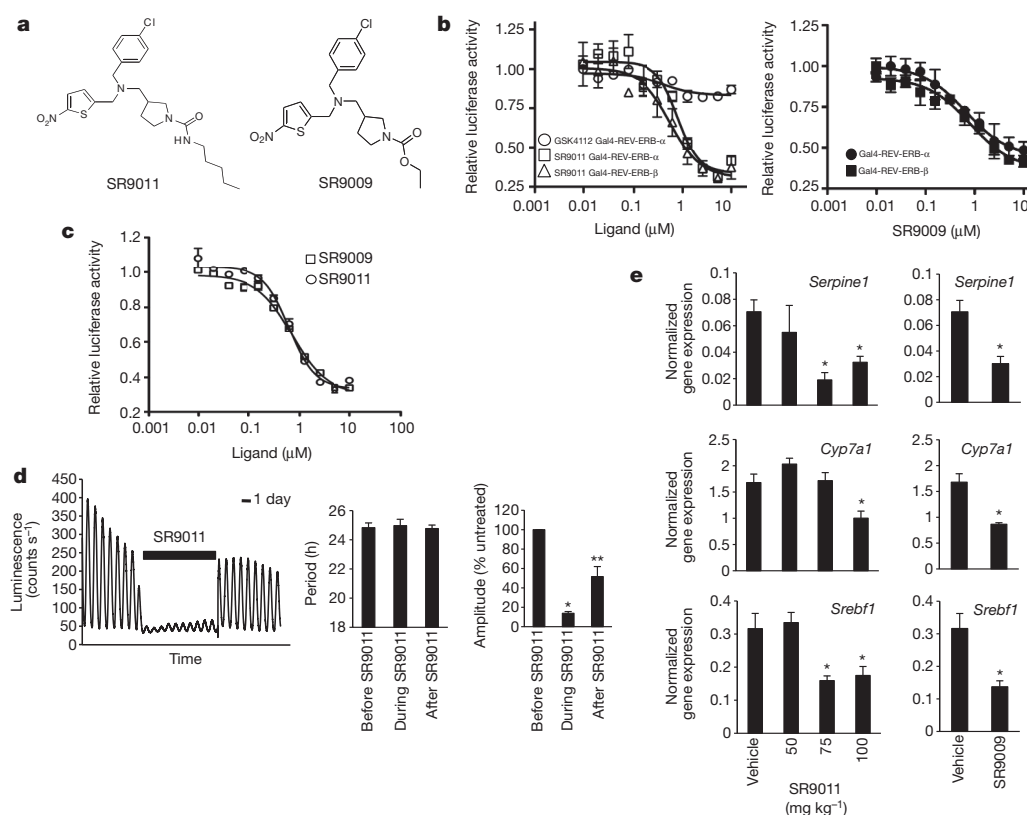 a
Cl
N
O₂N
S
N
O
HN
SR9011
Cl
N
O₂N
S
N
O
O
SR9009
b
Relative luciferase activity
1.25
1.00
0.75
0.50
0.25
GSK4112 Gal4-REV-ERB-α
SR9011 Gal4-REV-ERB-α
SR9011 Gal4-REV-ERB-β
0.001 0.01 0.1 1 10
Ligand (μM)
Relative luciferase activity
1.25
1.00
0.75
0.50
0.25
Gal4-REV-ERB-α
Gal4-REV-ERB-β
0.001 0.01 0.1 1 10
SR9009 (μM)
c
Relative luciferase activity
1.2
1.0
0.8
0.6
0.4
0.2
SR9009
SR9011
0.001 0.01 0.1 1 10 100
Ligand (μM)
d
Luminescence
(counts s⁻¹)
450
400
350
300
250
200
150
100
50
0
1 day
SR9011
Time
Period (h)
26
24
22
20
18
Before SR9011
During SR9011
After SR9011
Amplitude (% untreated)
120
100
80
60
40
20
0
*
**
Before SR9011
During SR9011
After SR9011
e
Normalized
gene expression
0.1
0.08
0.06
0.04
0.02
0
Serpine1
* *
0.1
0.08
0.06
0.04
0.02
0
Serpine1
*
Normalized
gene expression
2.5
2
1.5
1
0.5
0
Cyp7a1
*
2.5
2
1.5
1
0.5
0
Cyp7a1
*
Normalized
gene expression
0.4
0.3
0.2
0.1
0
Srebf1
* *
Vehicle
50
75
100
SR9011
(mg kg⁻¹)
0.4
0.3
0.2
0.1
0
Srebf1
*
Vehicle
SR9009